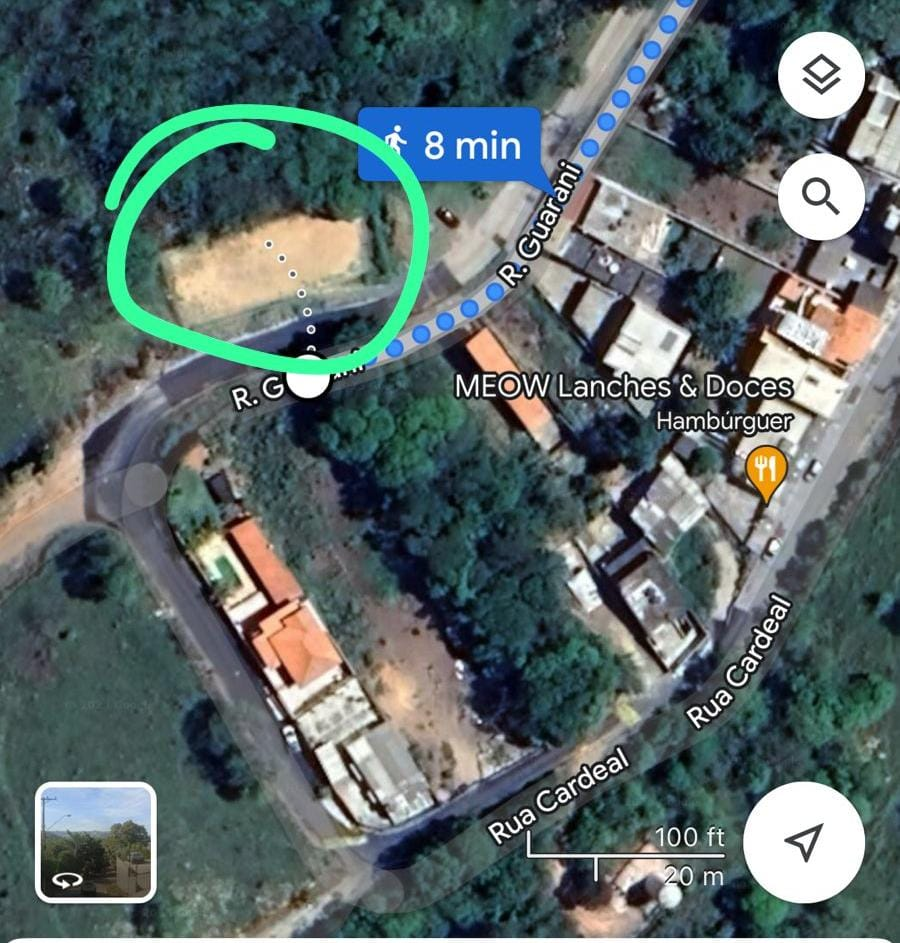 8 min
R. Guarani
MEOW Lanches & Doces
Hambúrguer
Rua Cardeal
Rua Cardeal
100 ft
20 m